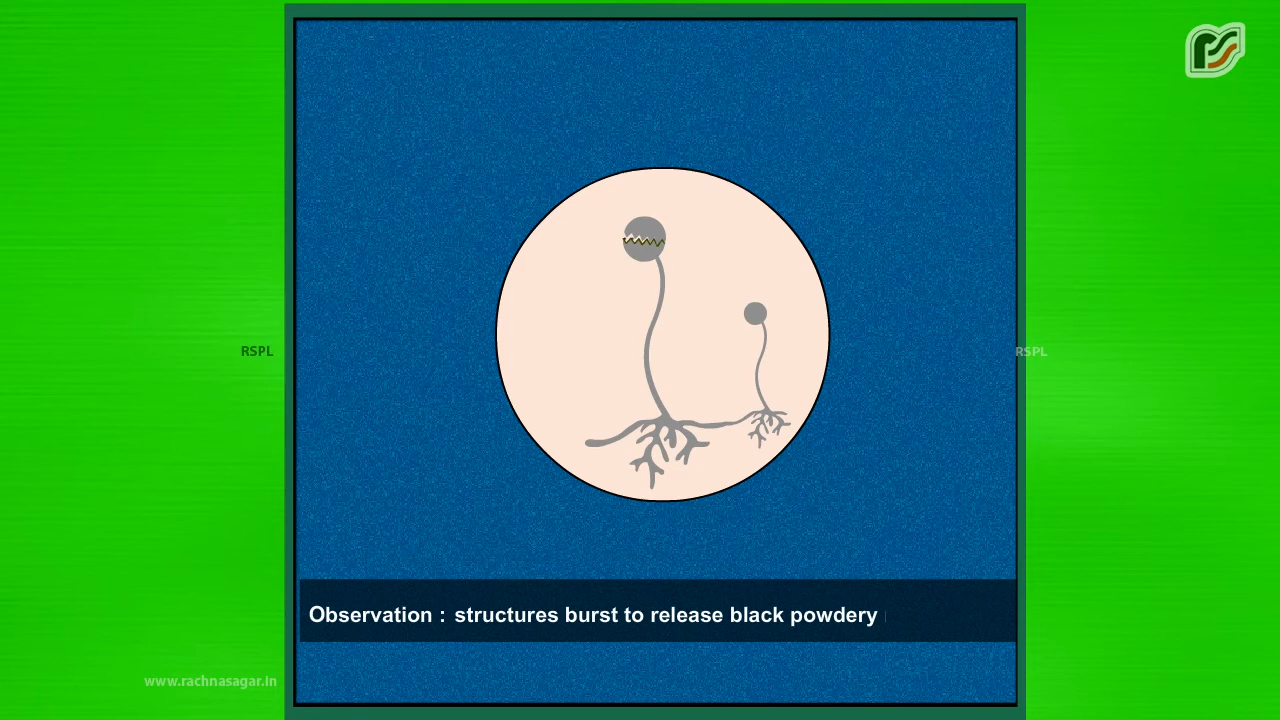 RSPL
RSPL
Observation : structures burst to release black powdery
www.rachnasagar.in